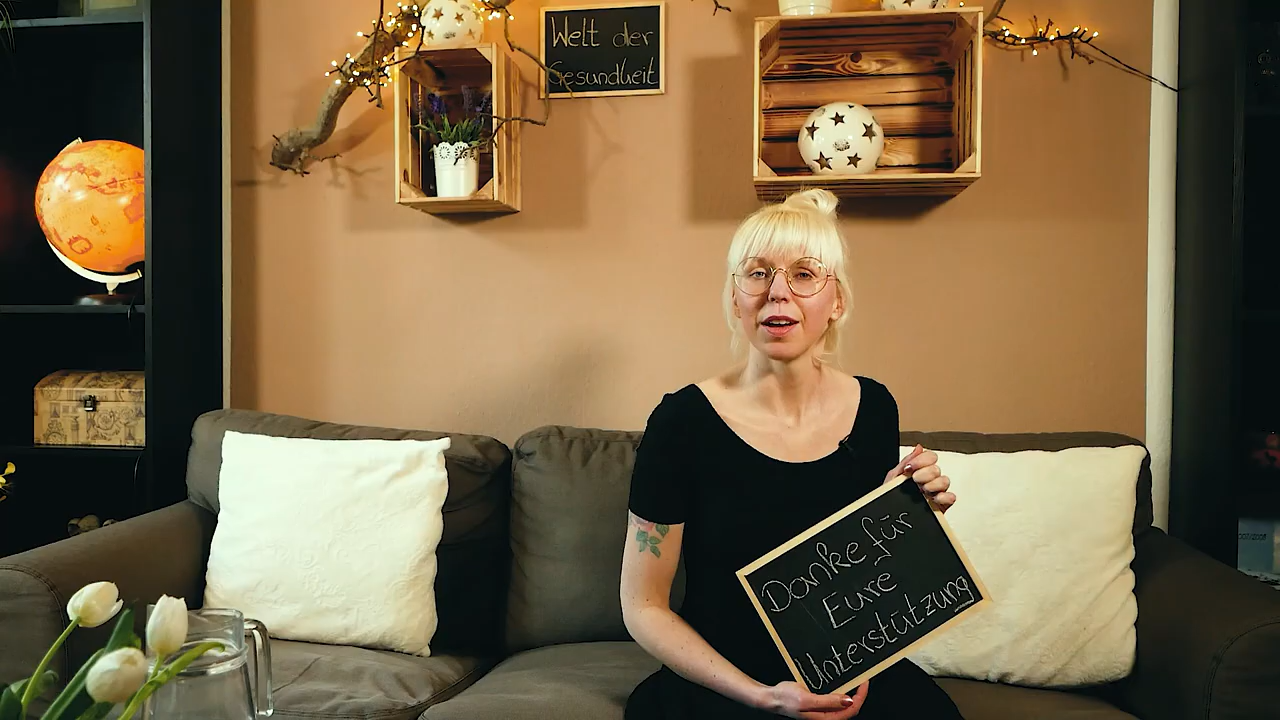 Welt der
Gesundheit
Danke für
Eure
Unterstützung